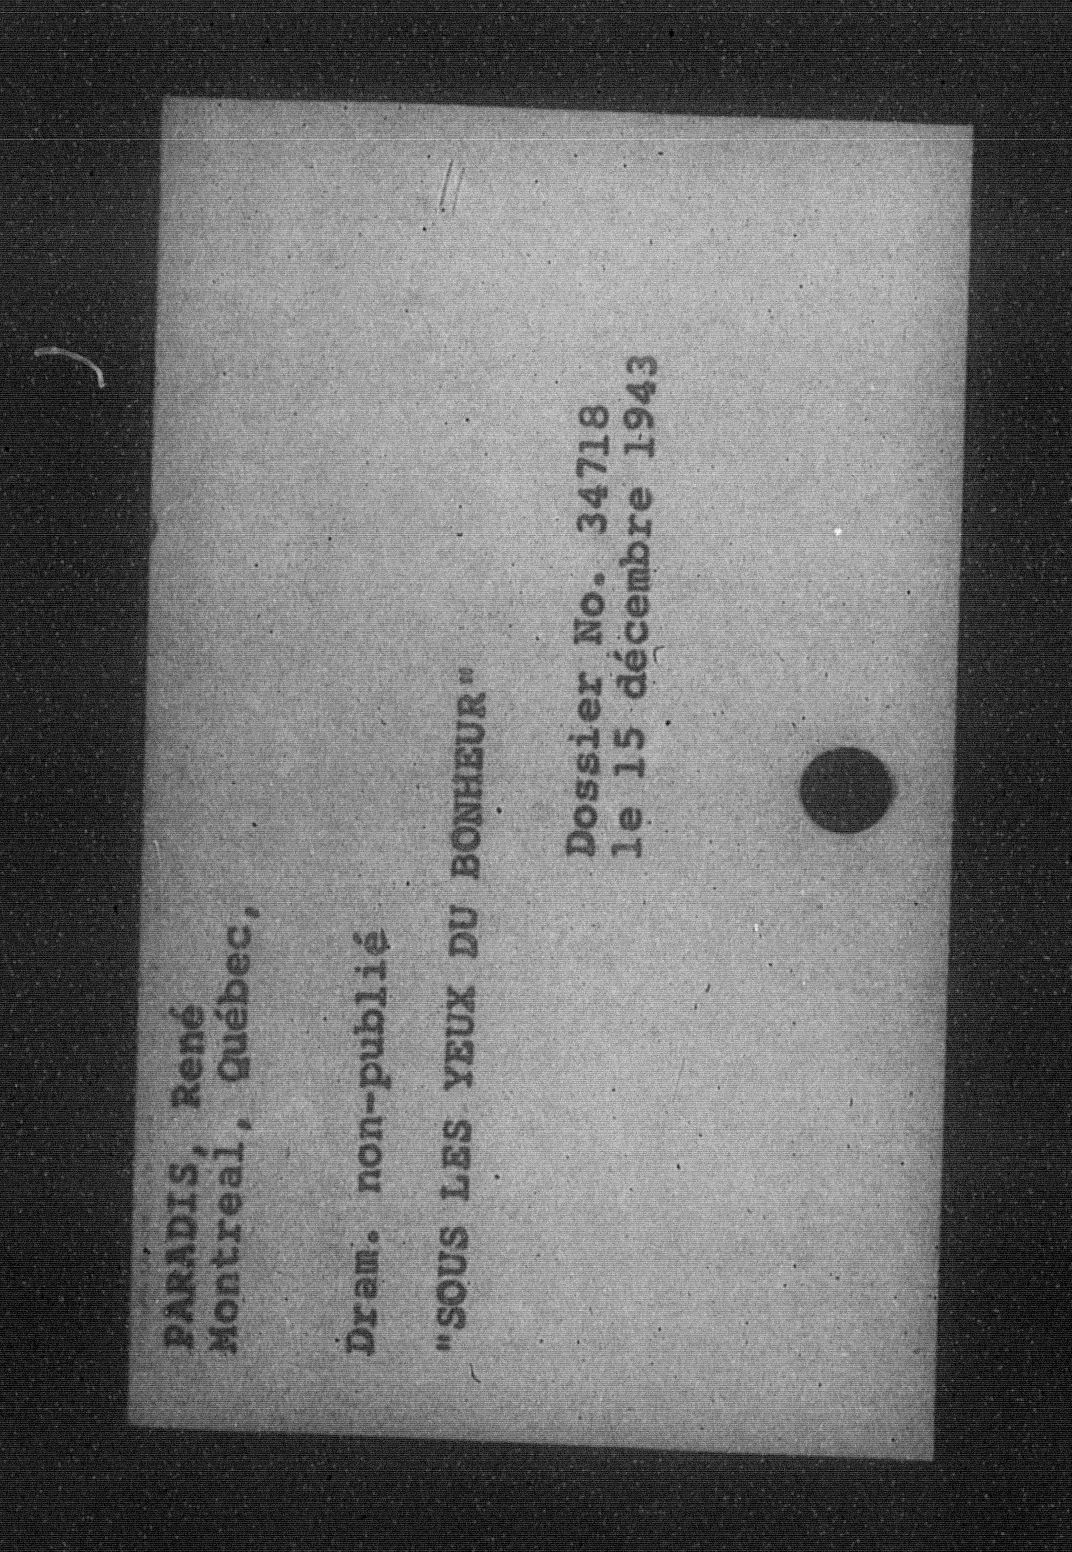 PARADIS, René
Montreal, Québec,
Dram. non-publié
"SOUS LES YEUX DU BONHEUR"
Dossier No. 34718
le 15 décembre 1943